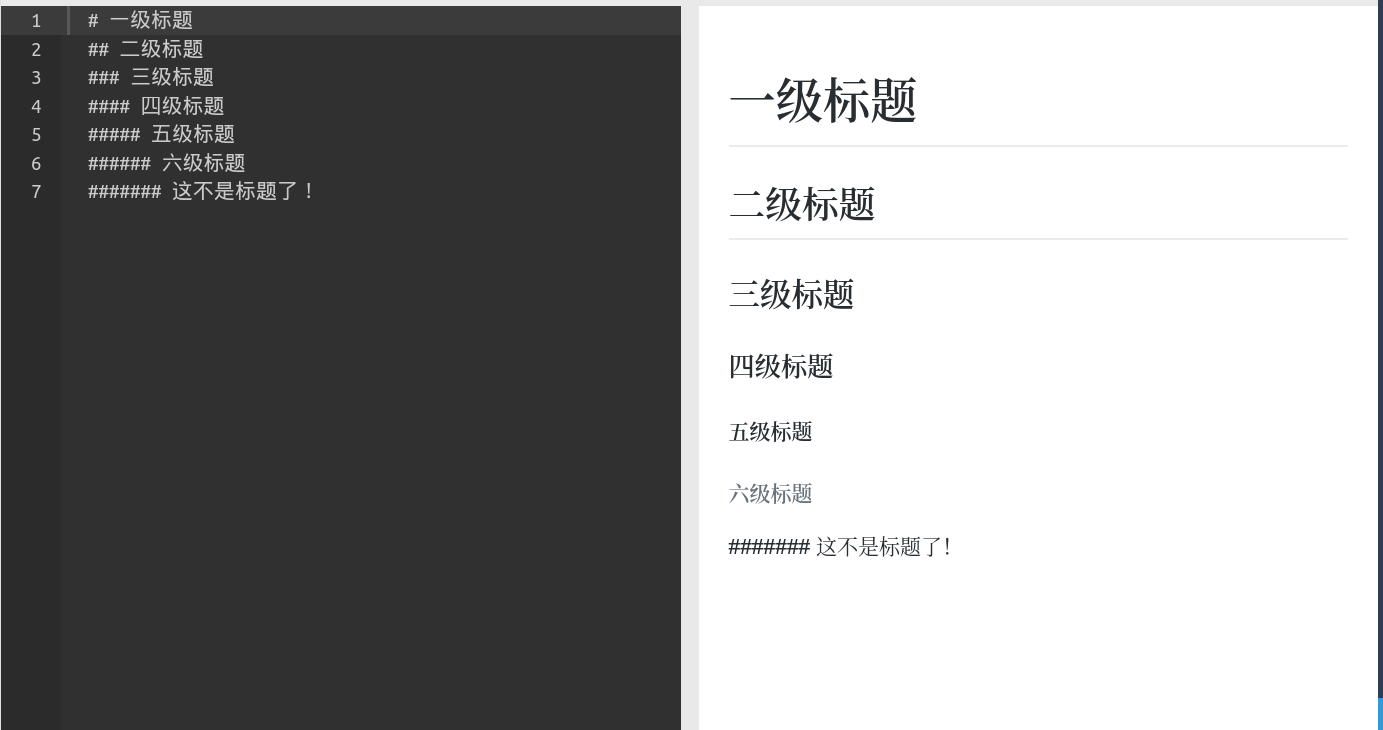 1 # 一级标题
2 ## 二级标题
3 ### 三级标题
4 #### 四级标题
5 ##### 五级标题
6 ###### 六级标题
7 ####### 这不是标题了！
一级标题
二级标题
三级标题
四级标题
五级标题
六级标题
####### 这不是标题了！